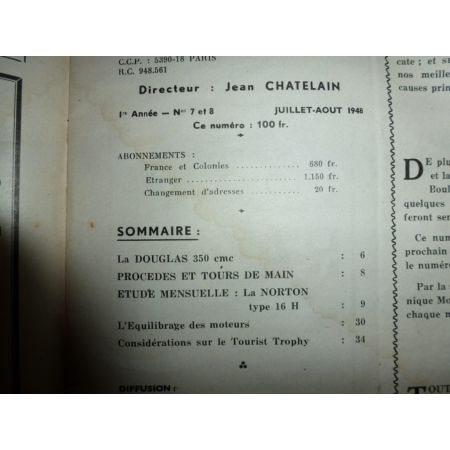 C.C.P. : 5390-18 PARIS
R.C. 948.561
Directeur : Jean CHATELAIN
1re Année — Nos 7 et 8 JUILLET-AOUT 1948
Ce numéro : 100 fr.
ABONNEMENTS :
France et Colonies .............. 680 fr.
Etranger .............. 1.150 fr.
Changement d'adresses .............. 20 fr.
SOMMAIRE :
La DOUGLAS 350 cmc : 6
PROCEDES ET TOURS DE MAIN : 8
ETUDE MENSUELLE : La NORTON
type 16 H : 9
L'Equilibrage des moteurs : 30
Considérations sur le Tourist Trophy : 34
DIFFUSION :
cate ; et s
nos meille
causes prin
DE plu
et la
Boul
quelques
feront ser
Ce num
prochain
le numéro
Par la
nique Me
chaque n
TOUT